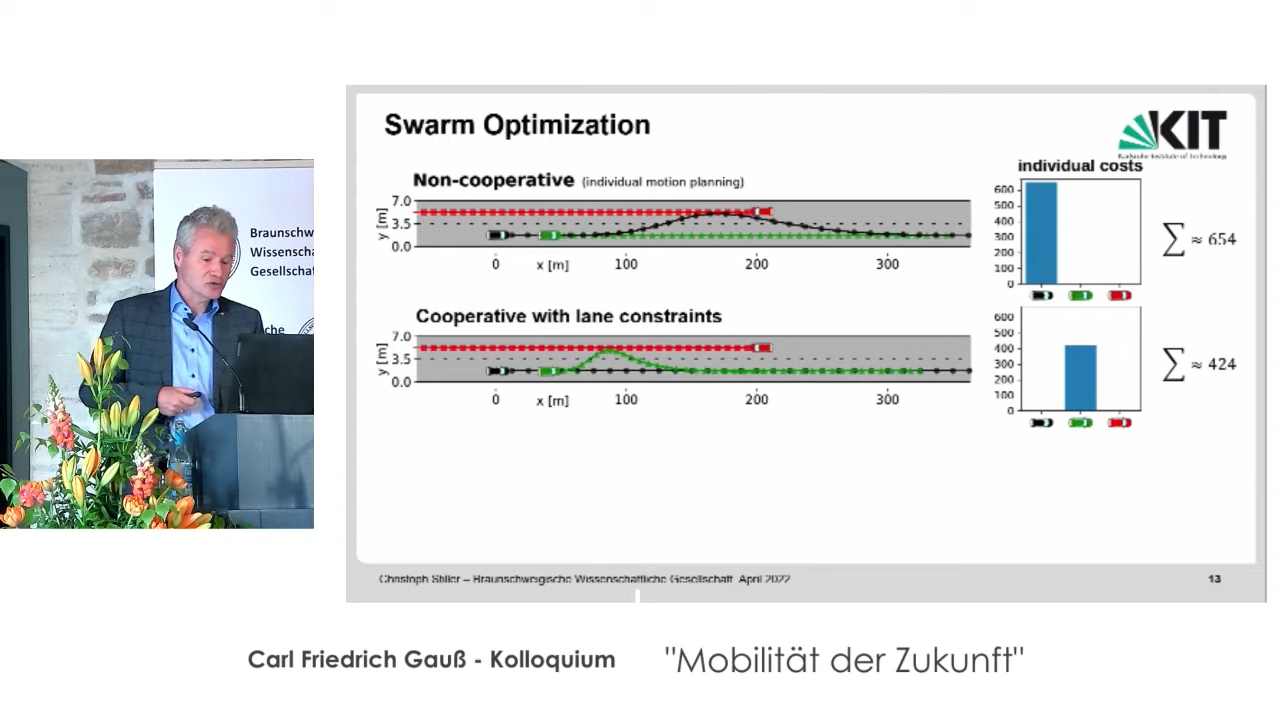 Braunschw
Wissenscha
Gesellschaf
che
Swarm Optimization
KIT
Karlsruhe Institute of Technology
Non-cooperative (individual motion planning)
7.0
3.5
0.0
y [m]
0
x [m]
100
200
300
individual costs
600
500
400
300
200
100
0
∑ ≈ 654
Cooperative with lane constraints
7.0
3.5
0.0
y [m]
0
x [m]
100
200
300
600
500
400
300
200
100
0
∑ ≈ 424
Christoph Stiller – Braunschweigische Wissenschaftliche Gesellschaft April 2022
13
Carl Friedrich Gauß - Kolloquium
"Mobilität der Zukunft"